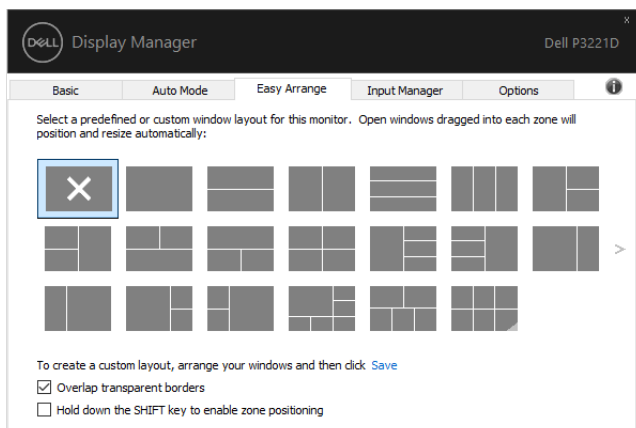 DELL Display Manager
x
Dell P3221D
Basic Auto Mode Easy Arrange Input Manager Options
Select a predefined or custom window layout for this monitor. Open windows dragged into each zone will
position and resize automatically:
To create a custom layout, arrange your windows and then click Save
Overlap transparent borders
Hold down the SHIFT key to enable zone positioning